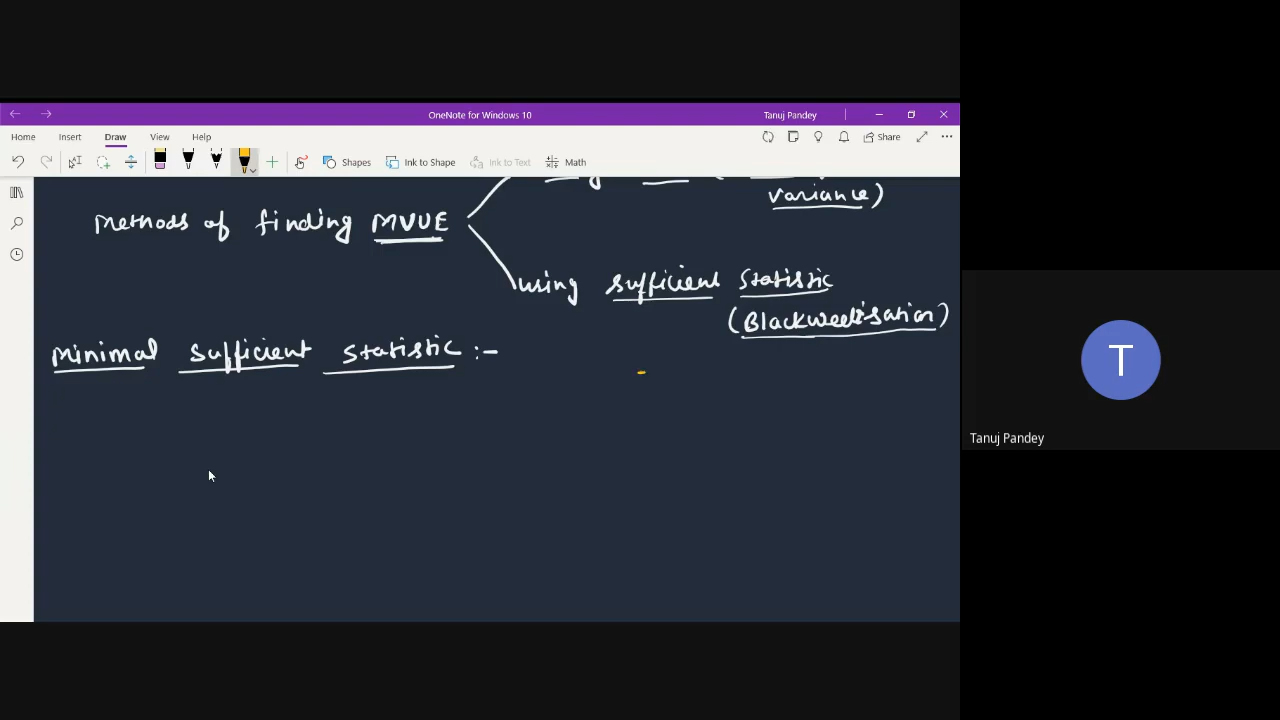 OneNote for Windows 10
Tanuj Pandey
Home Insert Draw View Help
Share
Shapes Ink to Shape Ink to Text Math
variance)
Methods of finding MVUE
using sufficient statistic
(Blackwellisation)
Minimal sufficient statistic :-
T
Tanuj Pandey